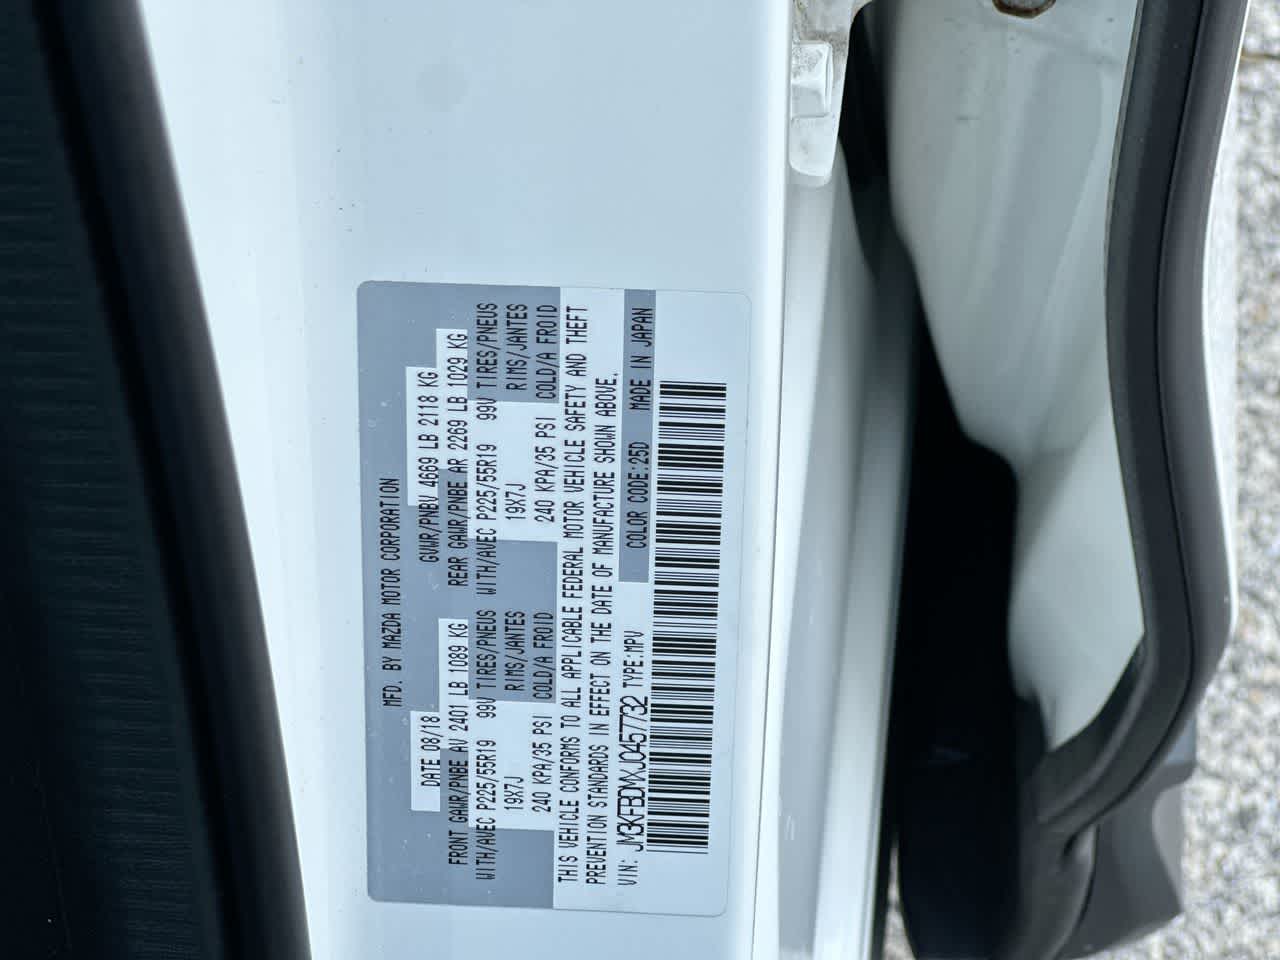 MFD. BY MAZDA MOTOR CORPORATION
DATE 08/18 GVWR/PNBV 4669 LB 2118 KG
FRONT GAWR/PNBE AV 2401 LB 1089 KG REAR GAWR/PNBE AR 2269 LB 1029 KG
WITH/AVEC P225/55R19 99V TIRES/PNEUS WITH/AVEC P225/55R19 99V TIRES/PNEUS
19X7J RIMS/JANTES 19X7J RIMS/JANTES
240 KPA/35 PSI COLD/A FROID 240 KPA/35 PSI COLD/A FROID
THIS VEHICLE CONFORMS TO ALL APPLICABLE FEDERAL MOTOR VEHICLE SAFETY AND THEFT
PREVENTION STANDARDS IN EFFECT ON THE DATE OF MANUFACTURE SHOWN ABOVE.
VIN: JM3KFBDMXJ0457732 TYPE:MPV COLOR CODE:25D MADE IN JAPAN